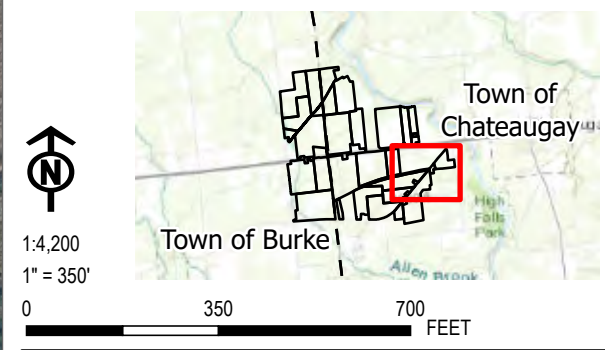 Town of
Chateaugay
N
High
Falls
Park
1:4,200
Town of Burke
1" = 350'
Allen Brook
0 350 700
FEET